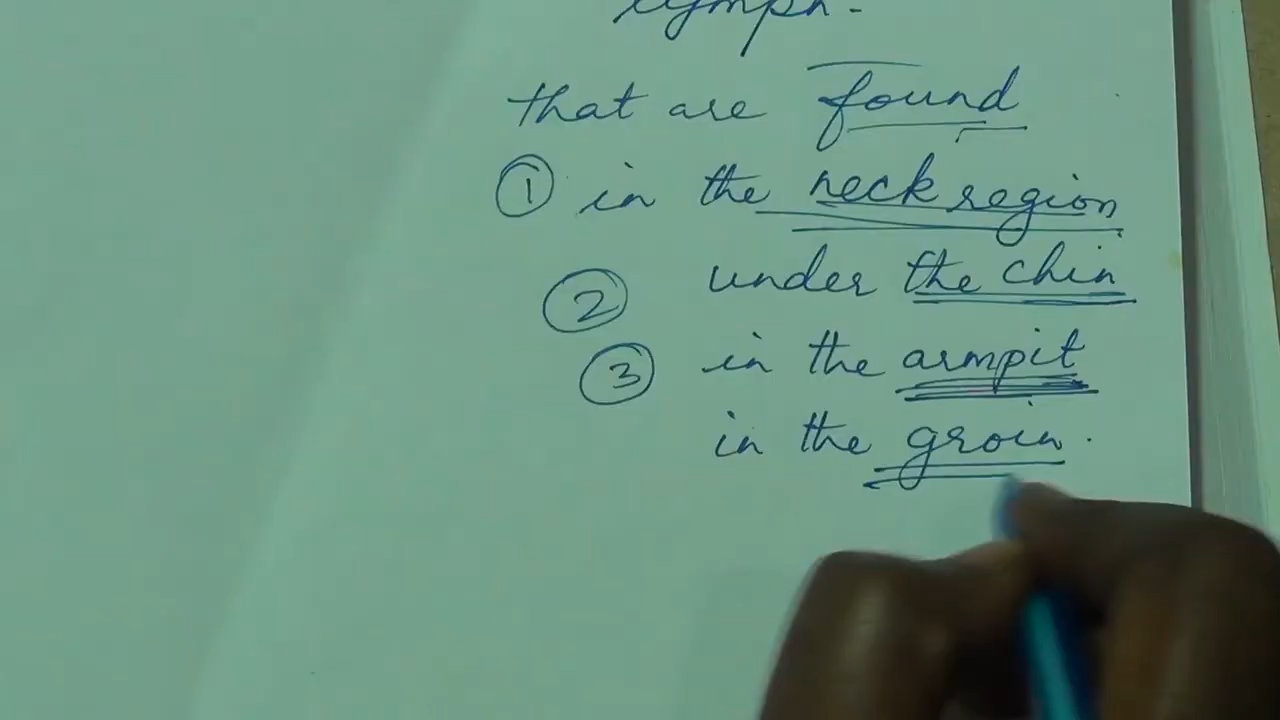 lymph.
that are found
① in the neck region
② under the chin
③ in the armpit
in the groin.